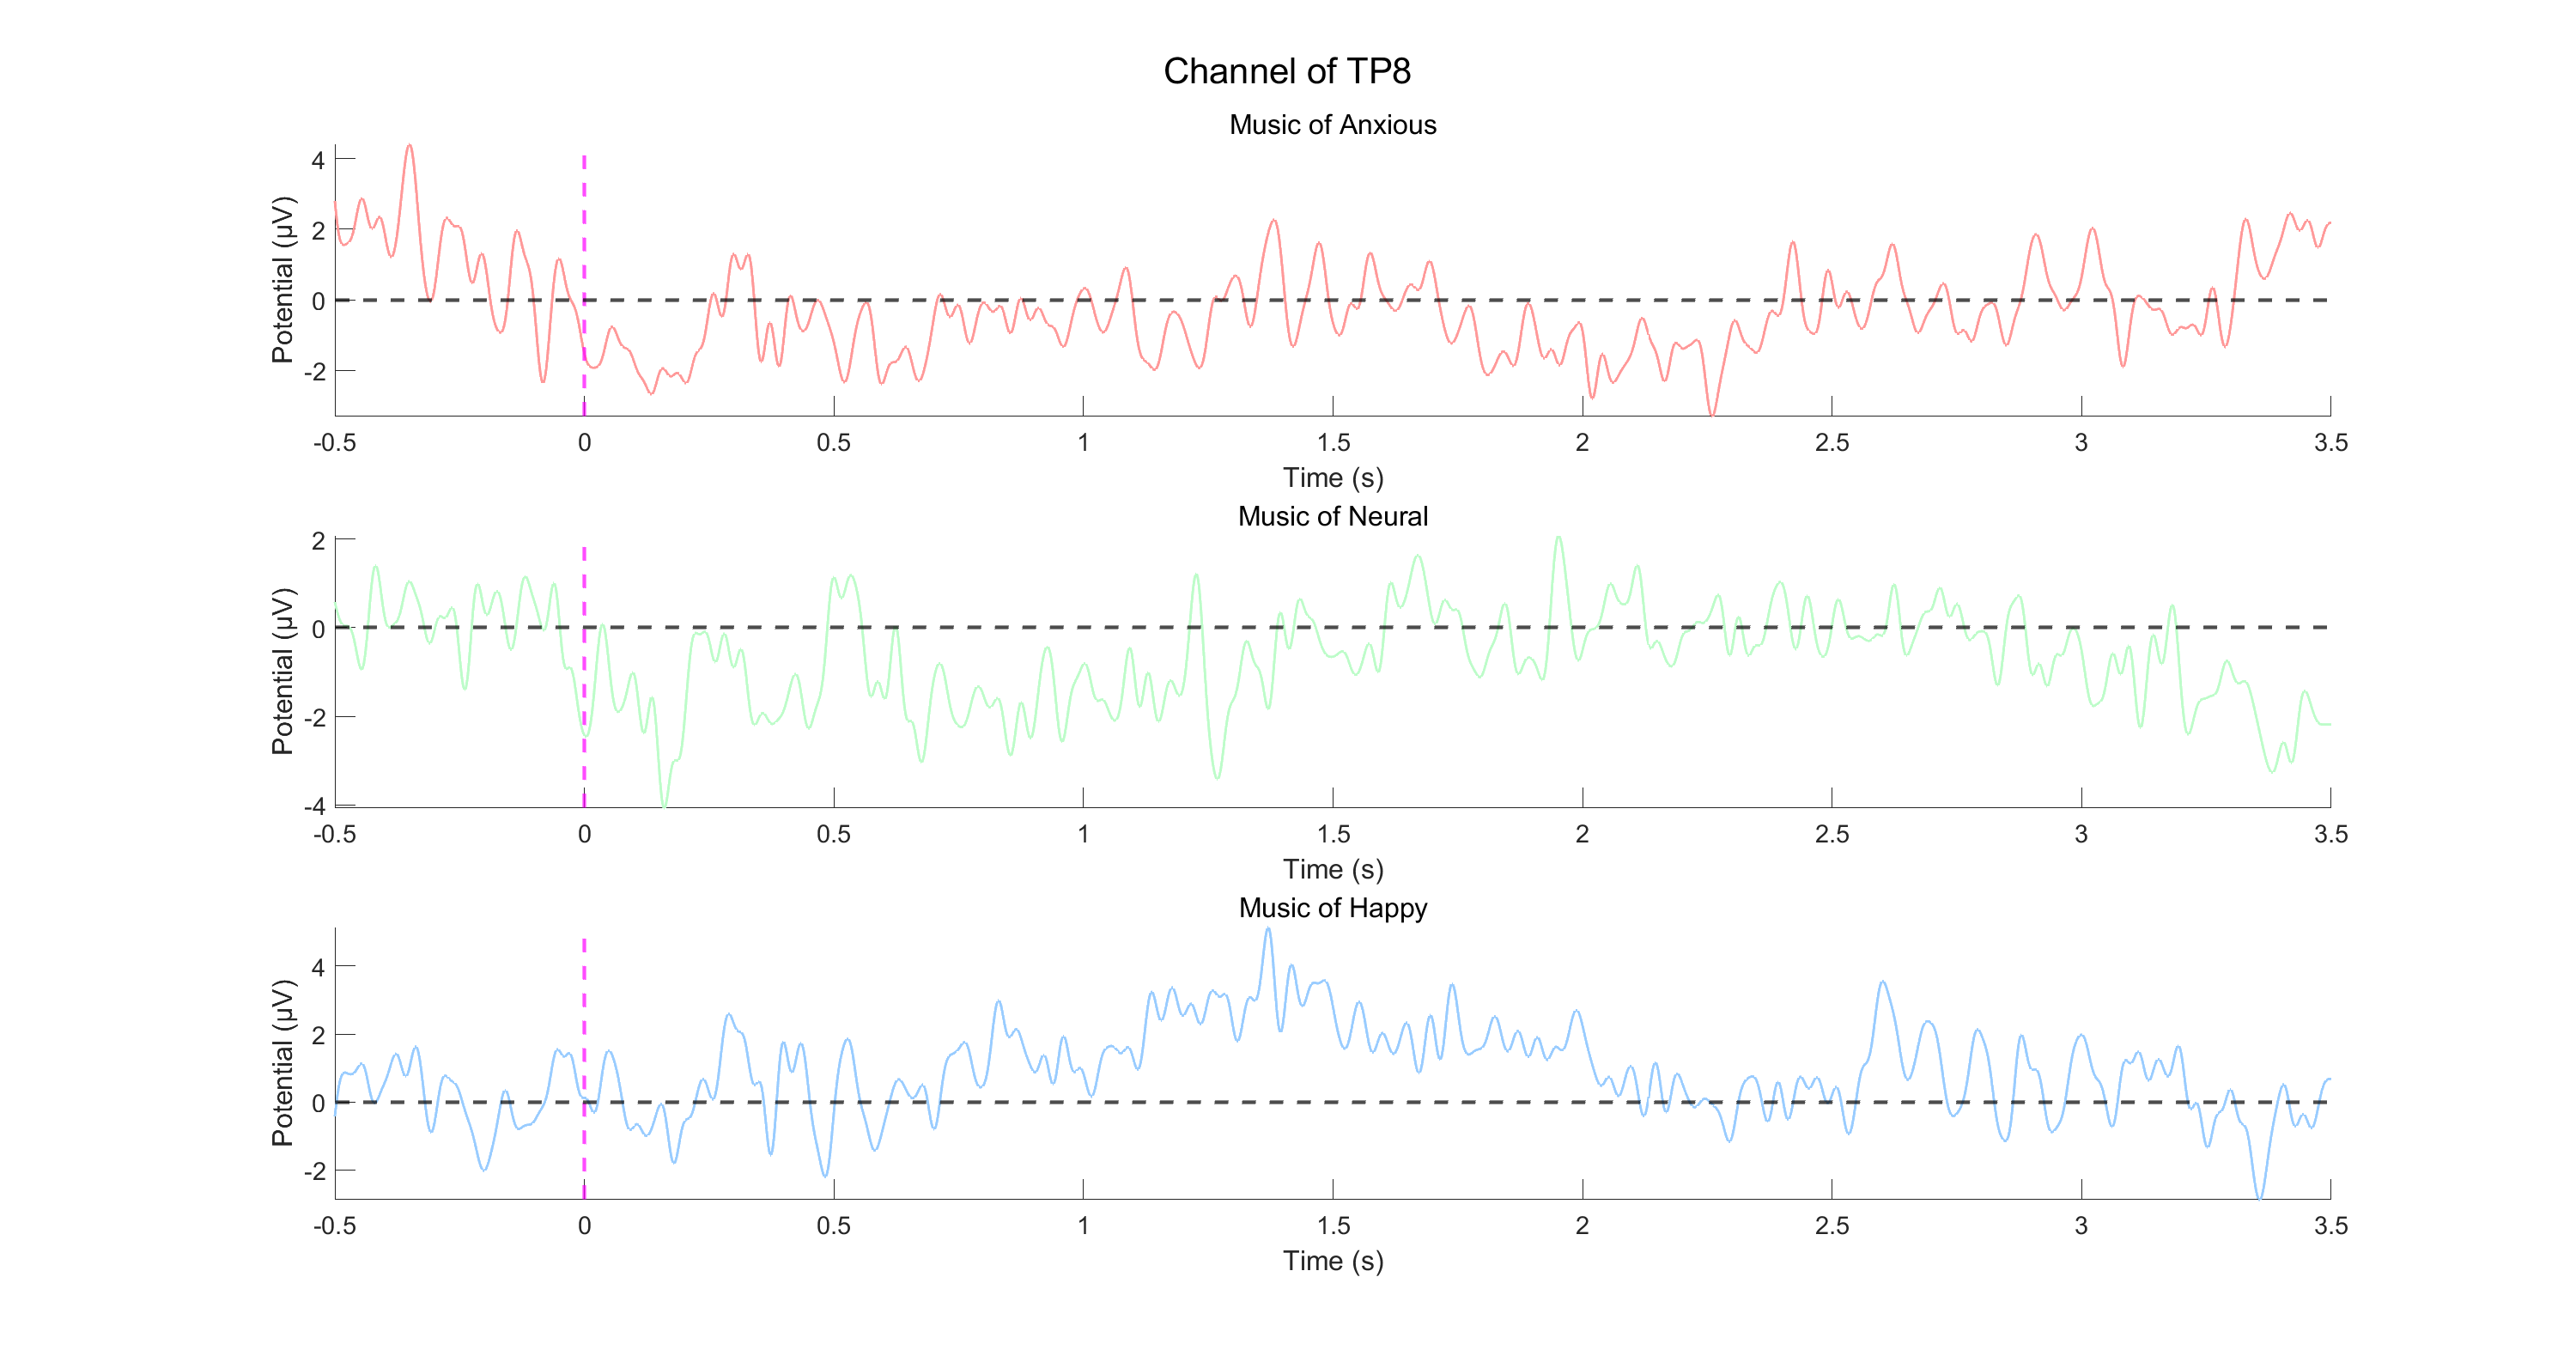 Channel of TP8
Music of Anxious
Potential (µV)
4
2
0
-2
-0.5 0 0.5 1 1.5 2 2.5 3 3.5
Time (s)
Music of Neural
Potential (µV)
2
0
-2
-4
-0.5 0 0.5 1 1.5 2 2.5 3 3.5
Time (s)
Music of Happy
Potential (µV)
4
2
0
-2
-0.5 0 0.5 1 1.5 2 2.5 3 3.5
Time (s)